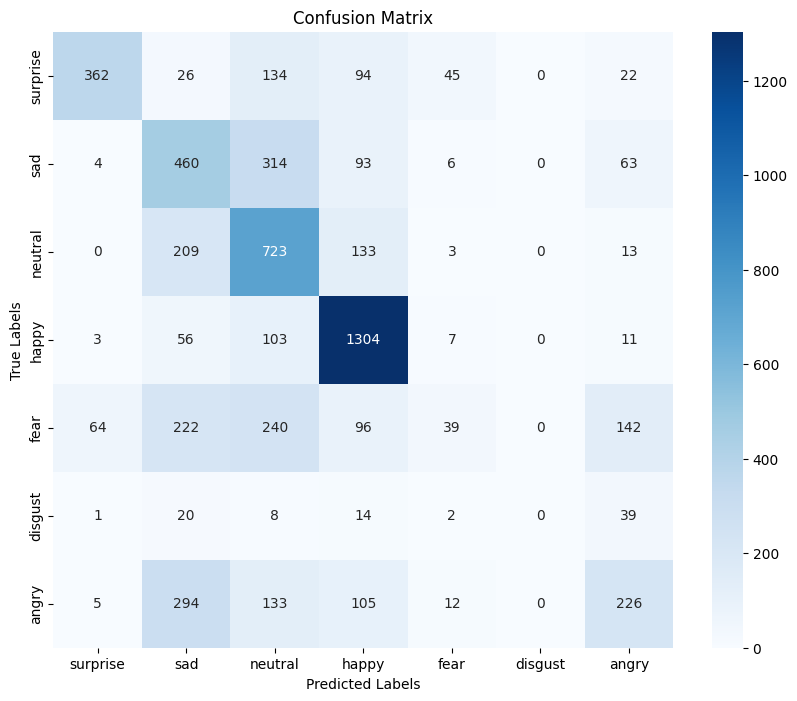 Confusion Matrix
True Labels
surprise 362 26 134 94 45 0 22
sad 4 460 314 93 6 0 63
neutral 0 209 723 133 3 0 13
happy 3 56 103 1304 7 0 11
fear 64 222 240 96 39 0 142
disgust 1 20 8 14 2 0 39
angry 5 294 133 105 12 0 226
surprise sad neutral happy fear disgust angry
Predicted Labels
1200
1000
800
600
400
200
0